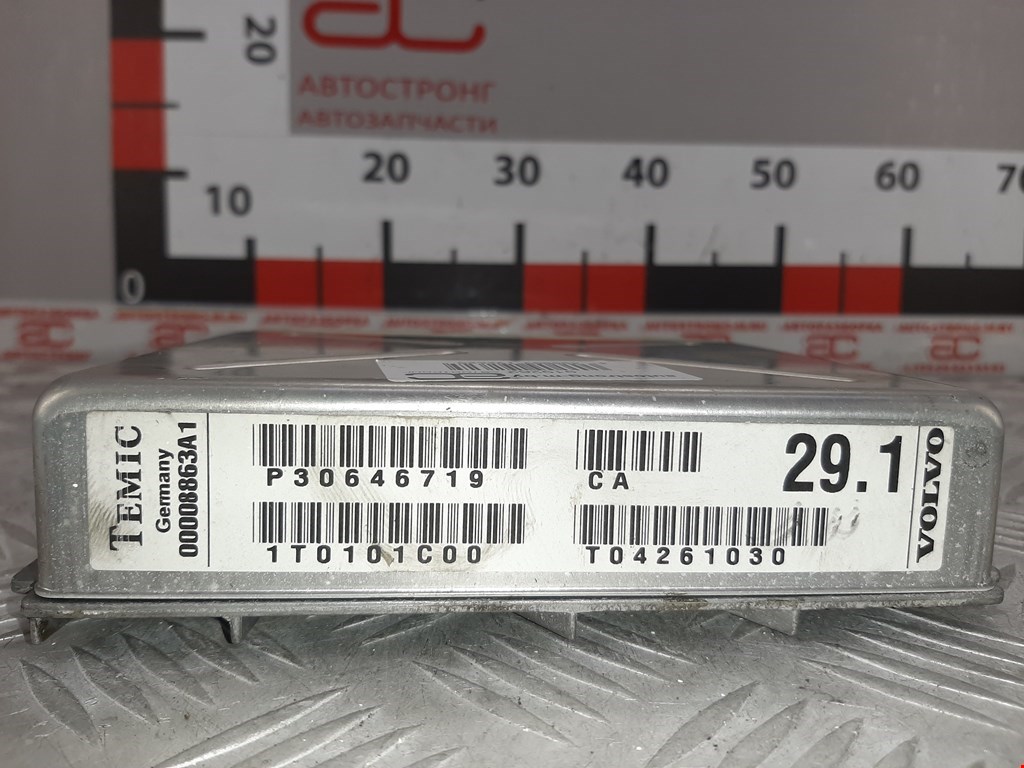 20
АВТОСТРОНГ
АВТОЗАПЧАСТИ
10
20
30
40
50
60
0
TEMIC
Germany
00008863A1
P30646719
CA
29.1
VOLVO
1T0101C00
T04261030